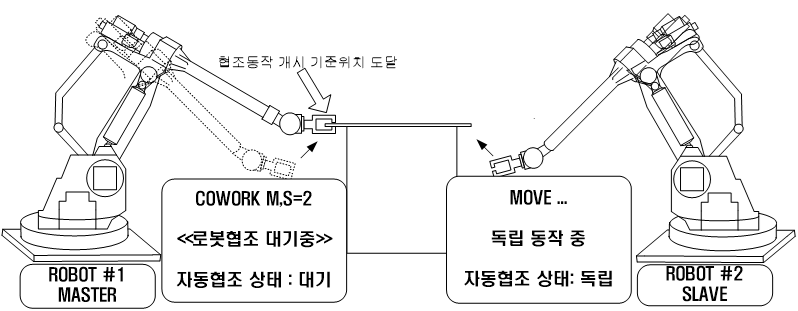 협조동작 개시 기준위치 도달
COWORK M,S=2
≪로봇협조 대기중≫
자동협조 상태 : 대기
MOVE ...
독립 동작 중
자동협조 상태: 독립
ROBOT #1
MASTER
ROBOT #2
SLAVE